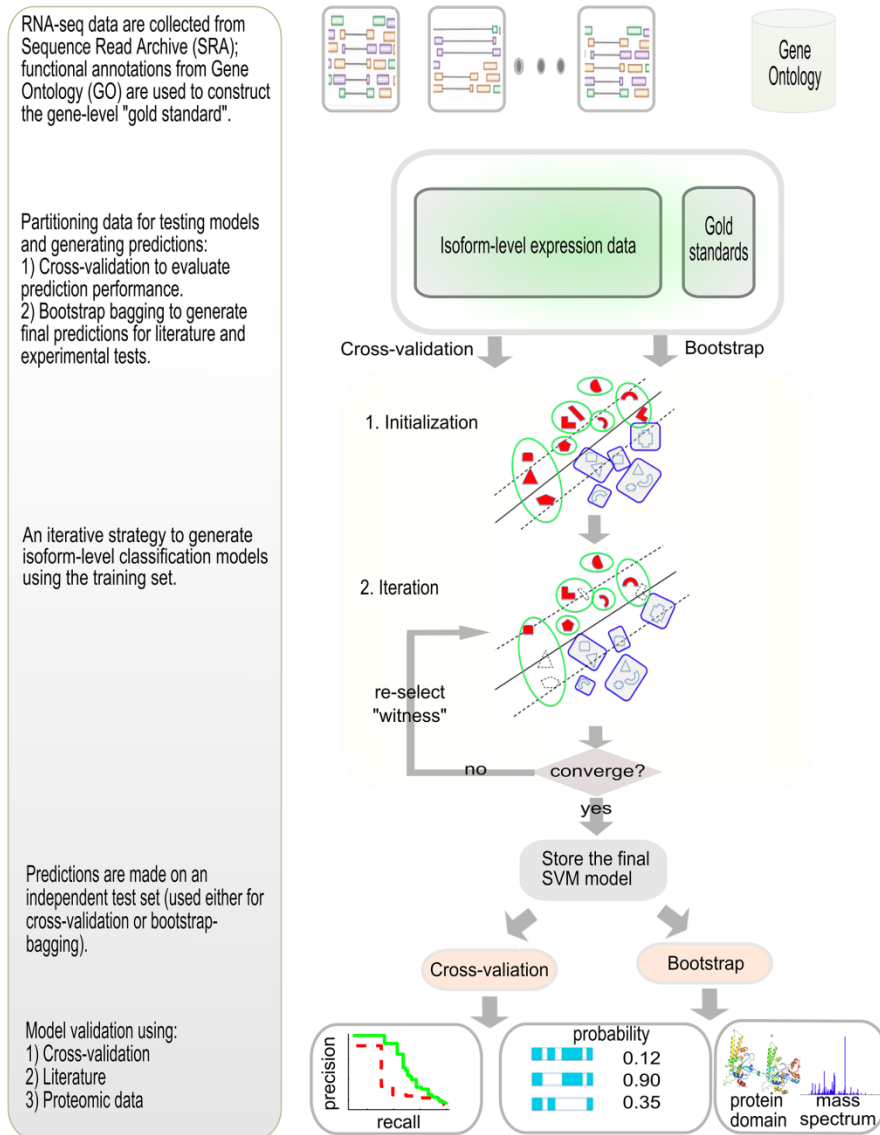 RNA-seq data are collected from
Sequence Read Archive (SRA);
functional annotations from Gene
Ontology (GO) are used to construct
the gene-level "gold standard".
Gene
Ontology
Partitioning data for testing models
and generating predictions:
1) Cross-validation to evaluate
prediction performance.
2) Bootstrap bagging to generate
final predictions for literature and
experimental tests.
Isoform-level expression data
Gold
standards
Cross-validation
Bootstrap
1. Initialization
An iterative strategy to generate
isoform-level classification models
using the training set.
2. Iteration
re-select
"witness"
no
converge?
yes
Store the final
SVM model
Predictions are made on an
independent test set (used either for
cross-validation or bootstrap-
bagging).
Cross-valiation
Bootstrap
Model validation using:
1) Cross-validation
2) Literature
3) Proteomic data
precision
recall
probability
0.12
0.90
0.35
protein
domain
mass
spectrum